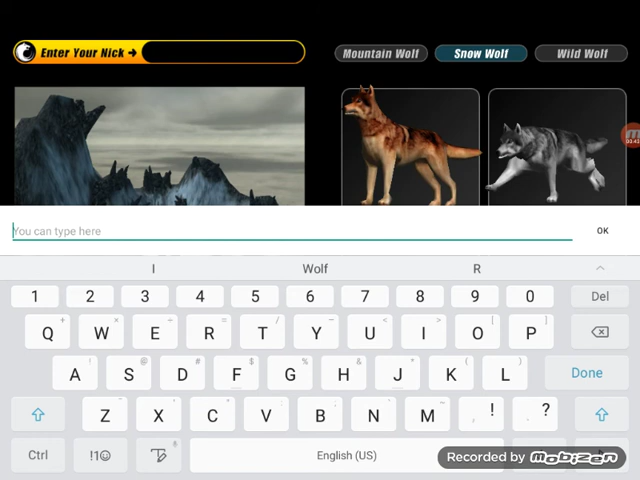 Enter Your Nick →
Mountain Wolf Snow Wolf Wild Wolf
You can type here OK
I Wolf R
1 2 3 4 5 6 7 8 9 0 Del
Q W E R T Y U I O P
A S D F G H J K L Done
Z X C V B N M , ! . ?
Ctrl !1☺ English (US)
Recorded by MOBIZEN